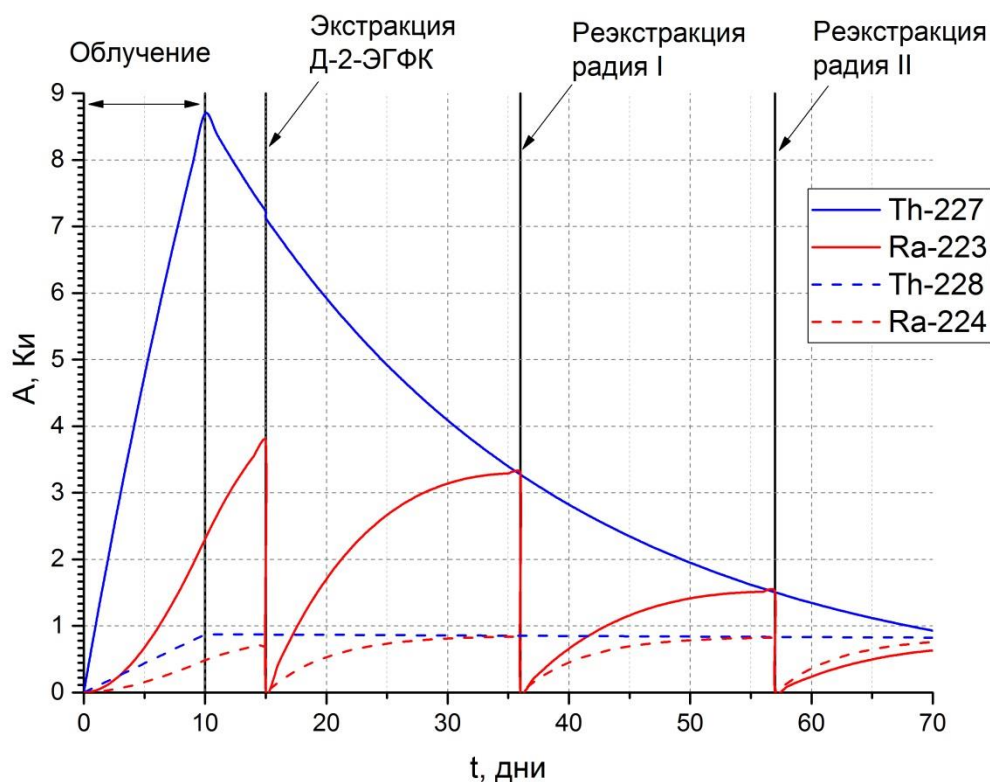 Облучение
Экстракция
Д-2-ЭГФК
Реэкстракция
радия I
Реэкстракция
радия II
9
8
7
6
5
4
3
2
1
0
А, Ки
Th-227
Ra-223
Th-228
Ra-224
0 10 20 30 40 50 60 70
t, дни